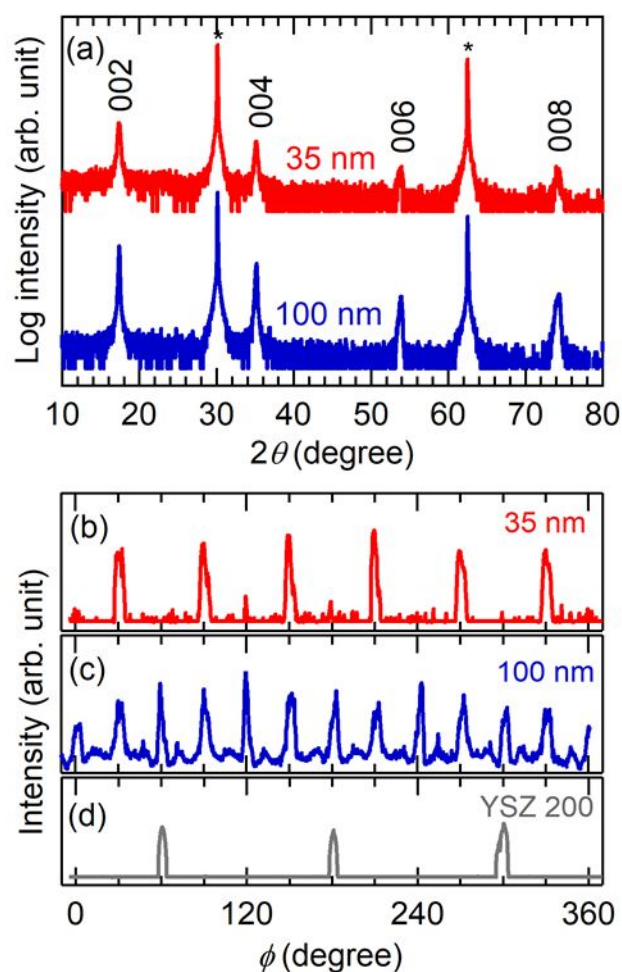 (a)
002
*
004
006
*
008
35 nm
100 nm
Log intensity (arb. unit)
10 20 30 40 50 60 70 80
2θ (degree)
(b)
35 nm
(c)
100 nm
(d)
YSZ 200
Intensity (arb. unit)
0 120 240 360
ϕ (degree)